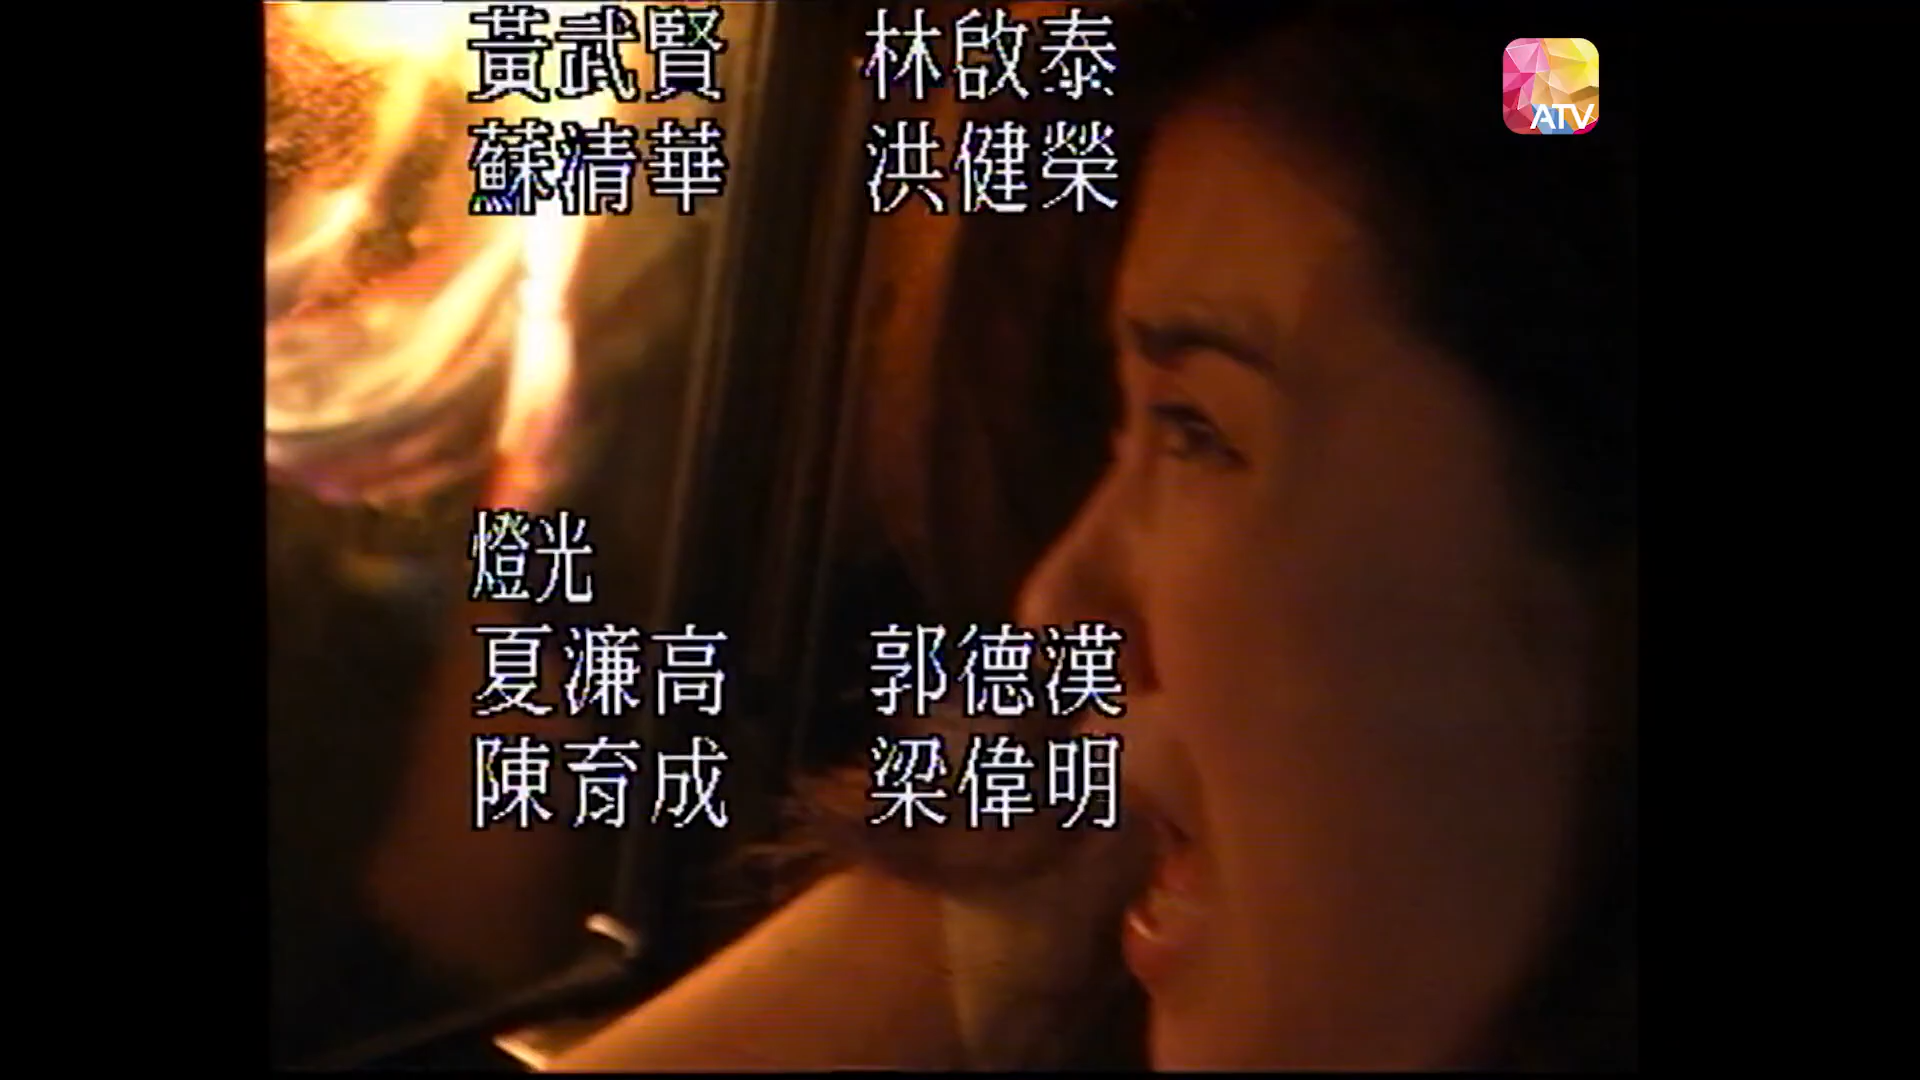 黃武賢 林啟泰
ATV
蘇清華 洪健榮
燈光
夏濂高 郭德漢
陳育成 梁偉明